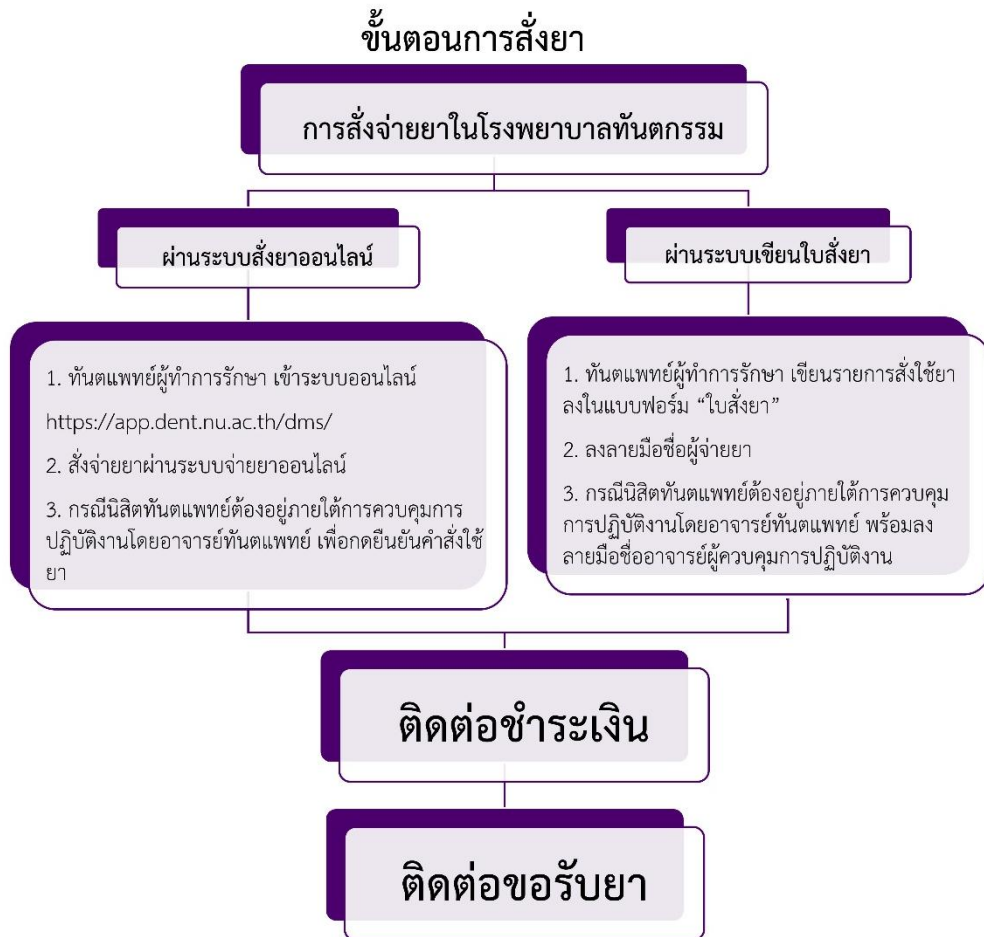 ขั้นตอนการสั่งยา
การสั่งจ่ายยาในโรงพยาบาลทันตกรรม
ผ่านระบบสั่งยาออนไลน์
1. ทันตแพทย์ผู้ทำการรักษา เข้าระบบออนไลน์
https://app.dent.nu.ac.th/dms/
2. สั่งจ่ายยาผ่านระบบจ่ายยาออนไลน์
3. กรณีนิสิตทันตแพทย์ต้องอยู่ภายใต้การควบคุมการ
ปฏิบัติงานโดยอาจารย์ทันตแพทย์ เพื่อกดยืนยันคำสั่งใช้
ยา
ผ่านระบบเขียนใบสั่งยา
1. ทันตแพทย์ผู้ทำการรักษา เขียนรายการสั่งใช้ยา
ลงในแบบฟอร์ม “ใบสั่งยา”
2. ลงลายมือชื่อผู้จ่ายยา
3. กรณีนิสิตทันตแพทย์ต้องอยู่ภายใต้การควบคุม
การปฏิบัติงานโดยอาจารย์ทันตแพทย์ พร้อมลง
ลายมือชื่ออาจารย์ผู้ควบคุมการปฏิบัติงาน
ติดต่อชำระเงิน
ติดต่อขอรับยา